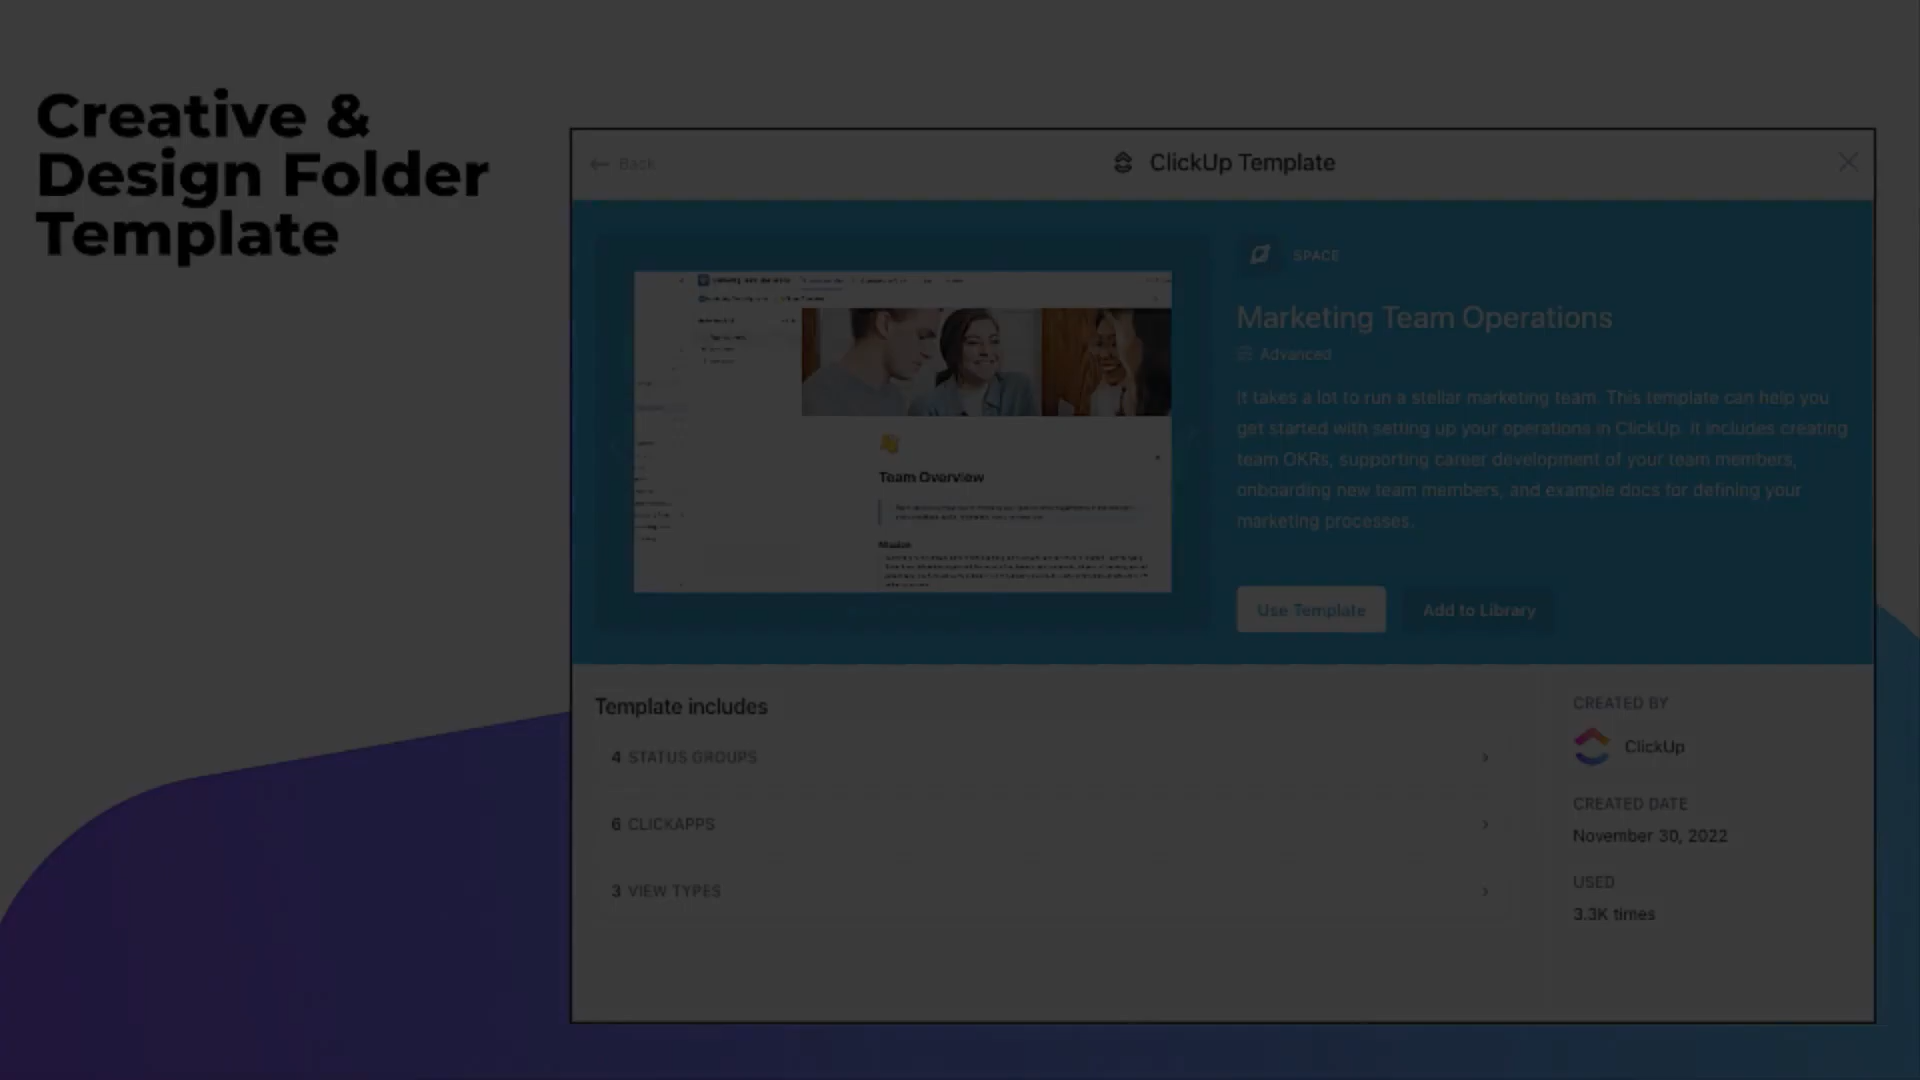 Creative &
Design Folder
Template
Back
ClickUp Template
SPACE
Marketing Team Operations
Advanced
It takes a lot to run a stellar marketing team. This template can help you
get started with setting up your operations in ClickUp. It includes creating
team OKRs, supporting career development of your team members,
onboarding new team members, and example docs for defining your
marketing processes.
Use Template
Add to Library
Team Overview
Mission
Template includes
4 STATUS GROUPS
6 CLICKAPPS
3 VIEW TYPES
CREATED BY
ClickUp
CREATED DATE
November 30, 2022
USED
3.3K times